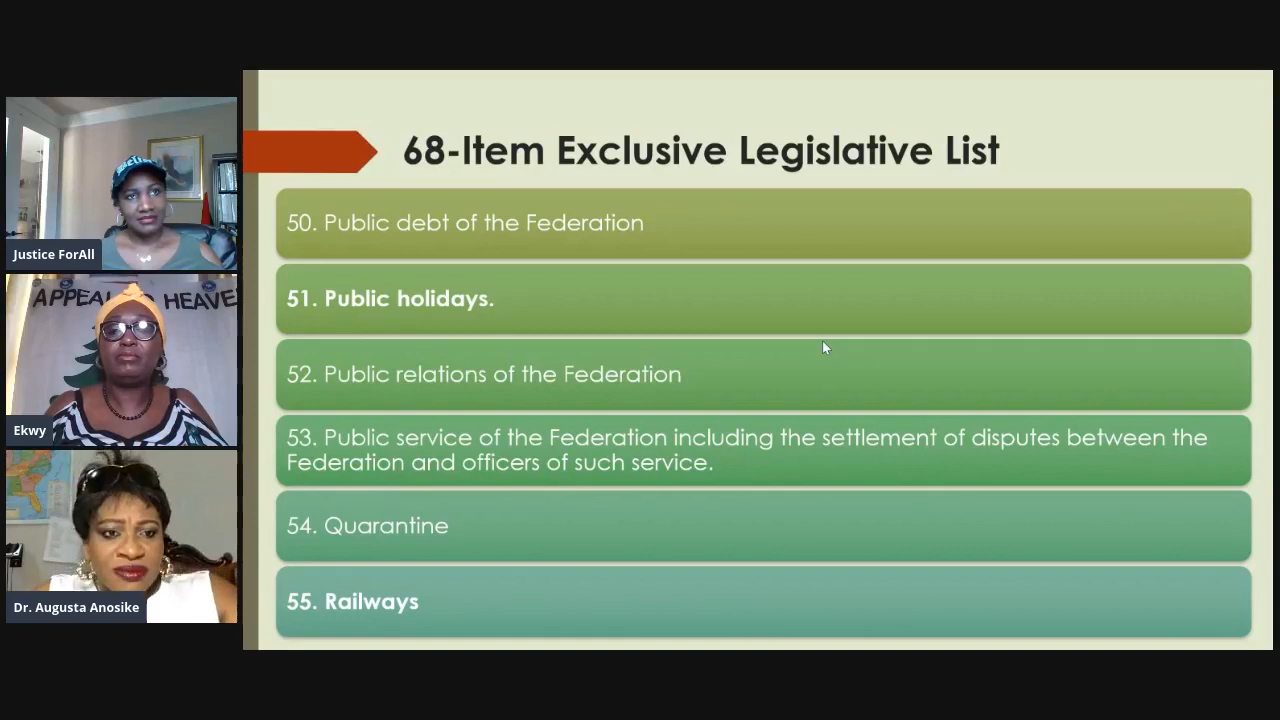 68-Item Exclusive Legislative List
50. Public debt of the Federation
51. Public holidays.
52. Public relations of the Federation
53. Public service of the Federation including the settlement of disputes between the
Federation and officers of such service.
54. Quarantine
55. Railways
Justice ForAll
APPEAL HEAVE
Ekwy
Dr. Augusta Anosike